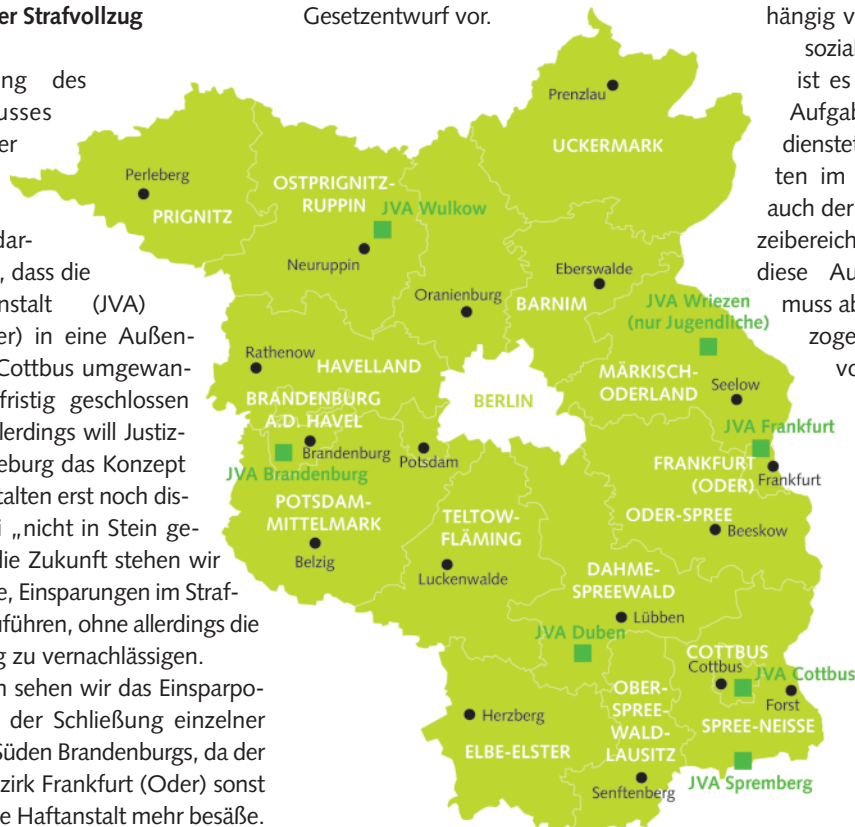 er Strafvollzug
ng des
usses
er
dar-
, dass die
nstalt (JVA)
er) in eine Außen-
Cottbus umgewan-
fristig geschlossen
lerdings will Justiz-
eburg das Konzept
talten erst noch dis-
i „nicht in Stein ge-
die Zukunft stehen wir
e, Einsparungen im Straf-
uführen, ohne allerdings die
g zu vernachlässigen.
n sehen wir das Einsparpo-
der Schließung einzelner
Süden Brandenburgs, da der
zirk Frankfurt (Oder) sonst
e Haftanstalt mehr besäße.
Gesetzentwurf vor.
hängig v
sozial
ist es
Aufgab
dienstet
ten im
auch der
zeibereich
diese Au
muss ab
zoge
vo
Prenzlau
UCKERMARK
Perleberg
PRIGNITZ
OSTPRIGNITZ-
RUPPIN
JVA Wulkow
Neuruppin
Eberswalde
Oranienburg
BARNIM
JVA Wriezen
(nur Jugendliche)
Rathenow
HAVELLAND
MÄRKISCH-
ODERLAND
Seelow
BERLIN
BRANDENBURG
A.D. HAVEL
Brandenburg
JVA Brandenburg
Potsdam
JVA Frankfurt
FRANKFURT
(ODER)
Frankfurt
POTSDAM-
MITTELMARK
Belzig
TELTOW-
FLÄMING
Luckenwalde
ODER-SPREE
Beeskow
DAHME-
SPREEWALD
Lübben
JVA Duben
COTTBUS
Cottbus
JVA Cottbus
Forst
OBER-
SPREE-
WALD-
LAUSITZ
SPREE-NEISSE
Herzberg
ELBE-ELSTER
Senftenberg
JVA Spremberg